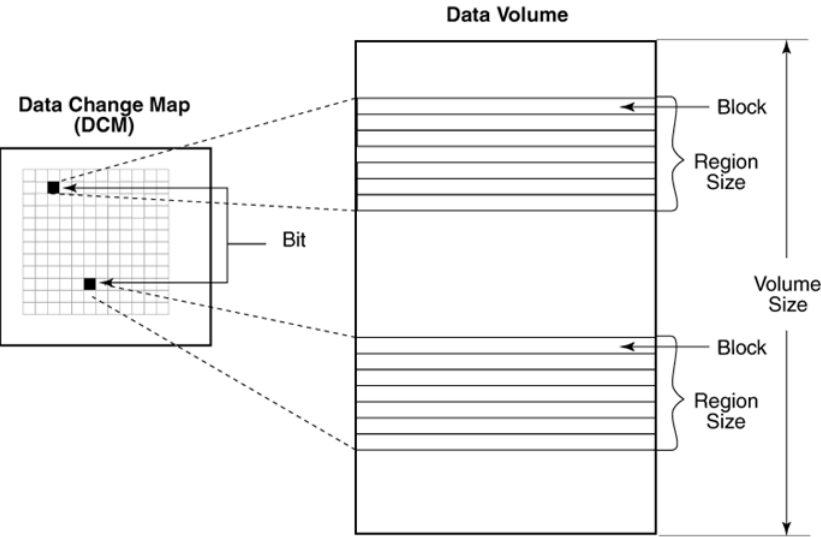 Data Volume
Data Change Map
(DCM)
Block
Region
Size
Bit
Volume
Size
Block
Region
Size